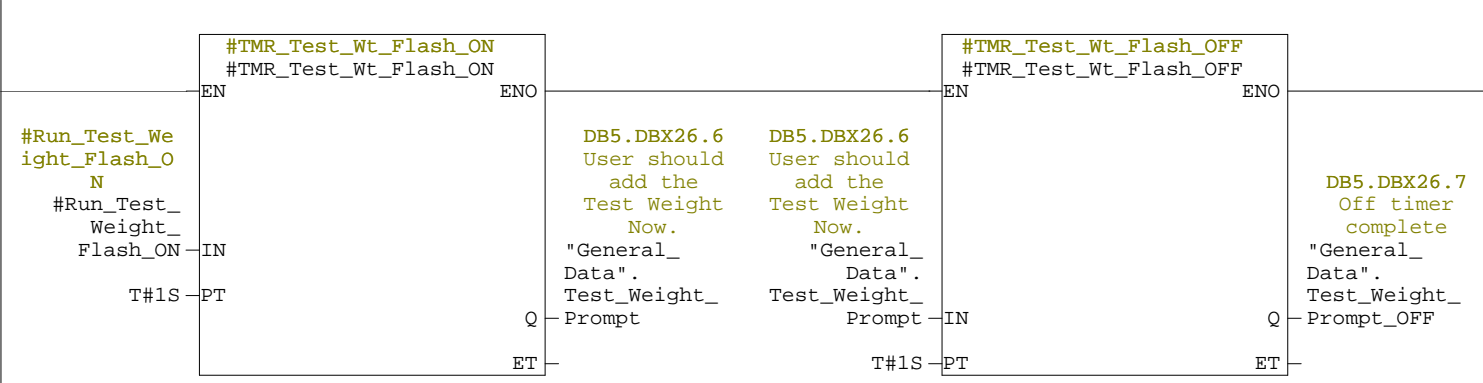 #TMR_Test_Wt_Flash_ON
#TMR_Test_Wt_Flash_ON
EN
ENO
#Run_Test_We
ight_Flash_O
N
#Run_Test_
Weight_
Flash_ON
IN
T#1S
PT
DB5.DBX26.6
User should
add the
Test Weight
Now.
"General_
Data".
Test_Weight_
Prompt
Q
ET
#TMR_Test_Wt_Flash_OFF
#TMR_Test_Wt_Flash_OFF
EN
ENO
DB5.DBX26.6
User should
add the
Test Weight
Now.
"General_
Data".
Test_Weight_
Prompt
IN
T#1S
PT
DB5.DBX26.7
Off timer
complete
"General_
Data".
Test_Weight_
Prompt_OFF
Q
ET